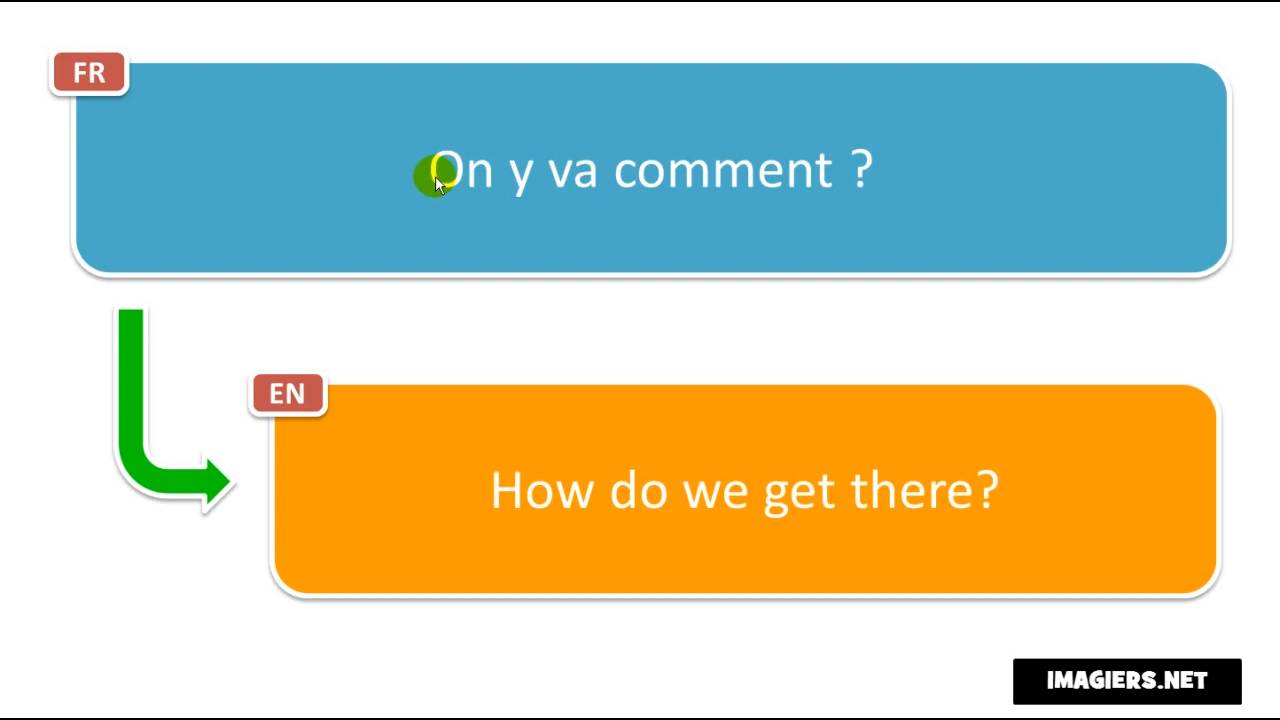 FR
On y va comment ?
EN
How do we get there?
IMAGIERS.NET